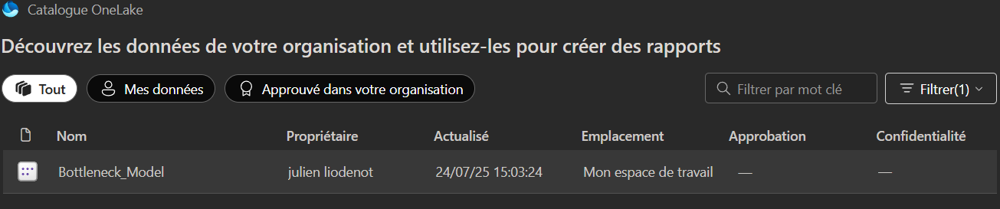 Catalogue OneLake
Découvrez les données de votre organisation et utilisez-les pour créer des rapports
Tout Mes données Approuvé dans votre organisation Filtrer par mot clé Filtrer(1)
Nom Propriétaire Actualisé Emplacement Approbation Confidentialité
Bottleneck_Model julien liodenot 24/07/25 15:03:24 Mon espace de travail — —